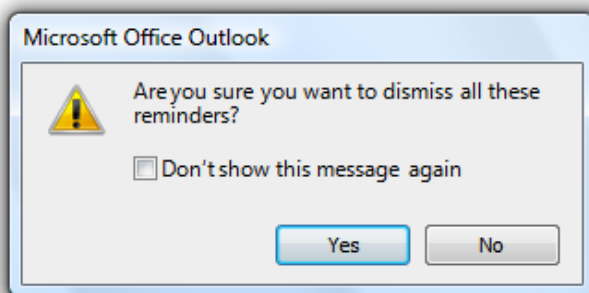 Microsoft Office Outlook
Are you sure you want to dismiss all these
reminders?
Don't show this message again
Yes
No